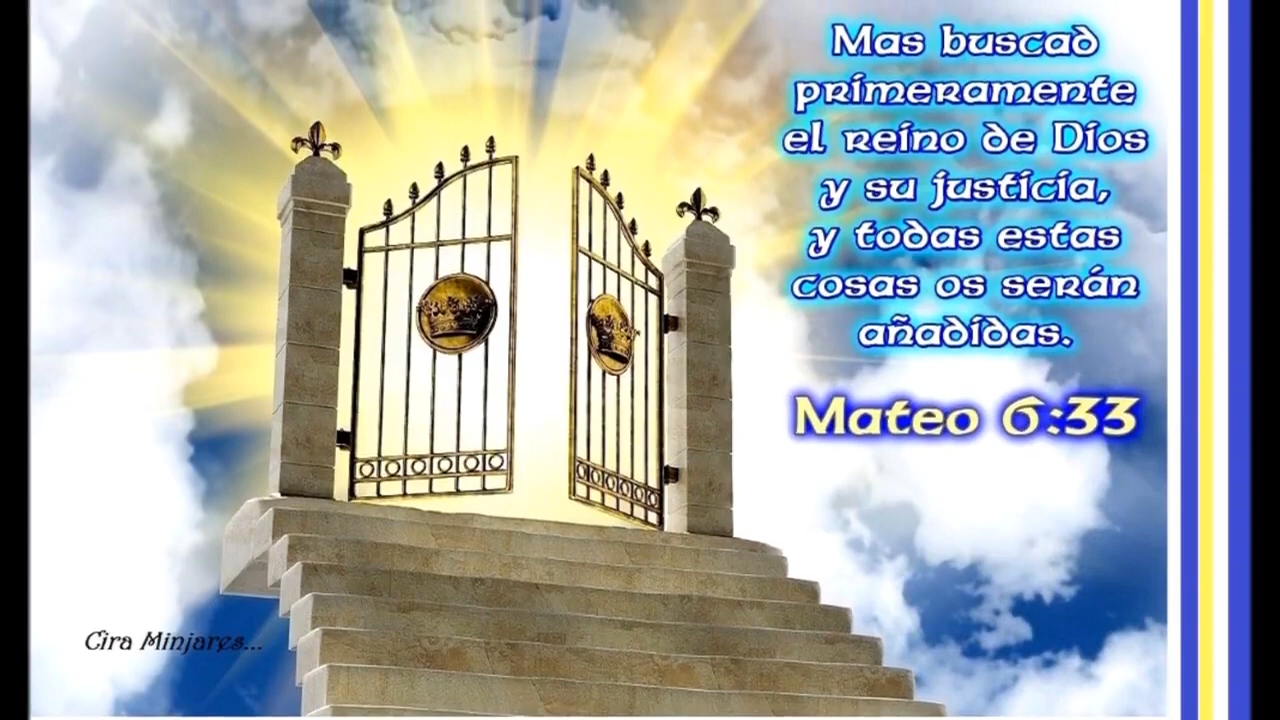 Mas buscad
primeramente
el reino de Dios
y su justicia,
y todas estas
cosas os serán
añadidas.
Mateo 6:33
Cira Minjares...